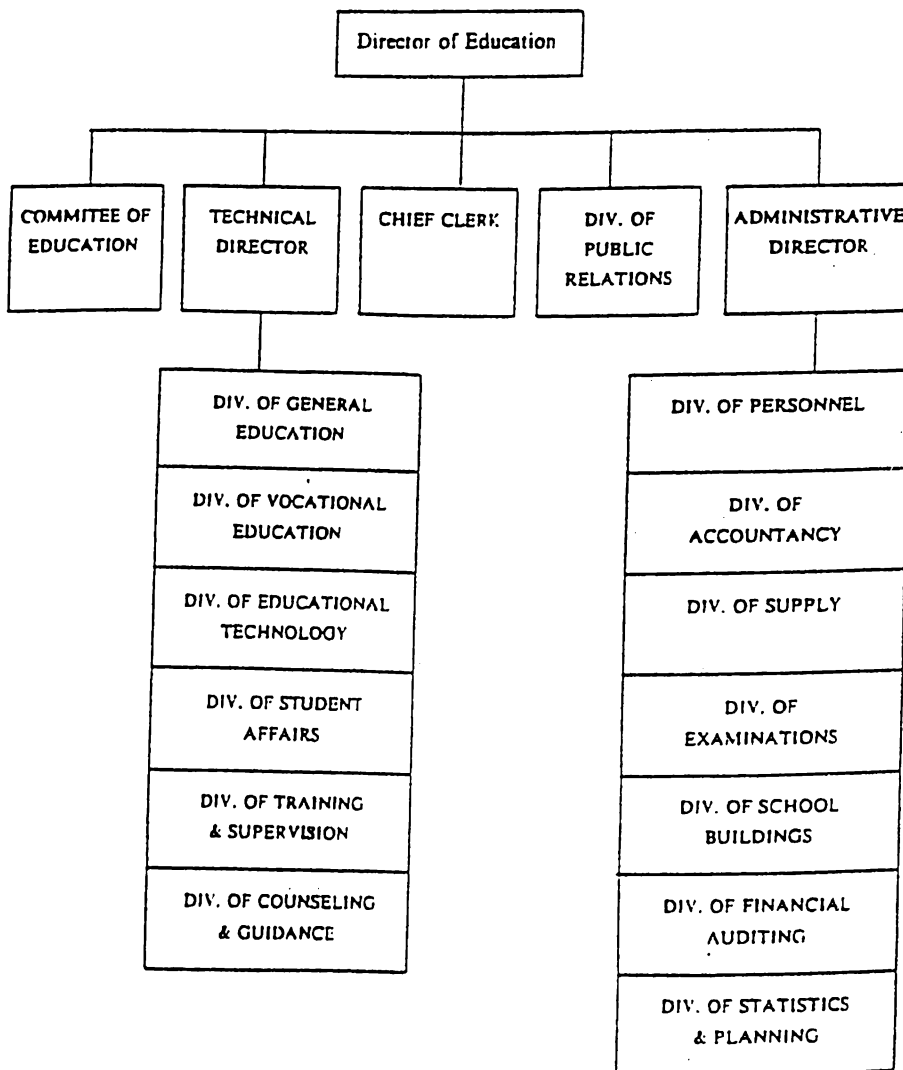 Director of Education
COMMITEE OF
EDUCATION
TECHNICAL
DIRECTOR
CHIEF CLERK
DIV. OF
PUBLIC
RELATIONS
ADMINISTRATIVE
DIRECTOR
DIV. OF GENERAL
EDUCATION
DIV. OF VOCATIONAL
EDUCATION
DIV. OF EDUCATIONAL
TECHNOLOGY
DIV. OF STUDENT
AFFAIRS
DIV. OF TRAINING
& SUPERVISION
DIV. OF COUNSELING
& GUIDANCE
DIV. OF PERSONNEL
DIV. OF
ACCOUNTANCY
DIV. OF SUPPLY
DIV. OF
EXAMINATIONS
DIV. OF SCHOOL
BUILDINGS
DIV. OF FINANCIAL
AUDITING
DIV. OF STATISTICS
& PLANNING